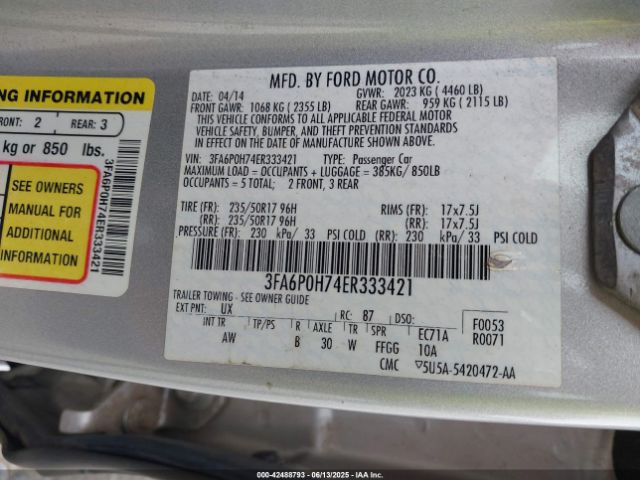 NG INFORMATION
RONT: 2 REAR: 3
kg or 850 lbs.
SEE OWNERS
MANUAL FOR
ADDITIONAL
INFORMATION
3FA6P0H74ER333421
MFD. BY FORD MOTOR CO.
DATE: 04/14 GVWR: 2023 KG ( 4460 LB)
FRONT GAWR: 1068 KG ( 2355 LB) REAR GAWR: 959 KG ( 2115 LB)
THIS VEHICLE CONFORMS TO ALL APPLICABLE FEDERAL MOTOR
VEHICLE SAFETY, BUMPER, AND THEFT PREVENTION STANDARDS
IN EFFECT ON THE DATE OF MANUFACTURE SHOWN ABOVE.
VIN: 3FA6P0H74ER333421 TYPE: Passenger Car
MAXIMUM LOAD = OCCUPANTS + LUGGAGE = 385KG/ 850LB
OCCUPANTS = 5 TOTAL; 2 FRONT, 3 REAR
TIRE (FR): 235/50R17 96H RIMS (FR): 17x7.5J
(RR): 235/50R17 96H (RR): 17x7.5J
PRESSURE (FR): 230 kPa/ 33 PSI COLD (RR): 230 kPa/33 PSI COLD
3FA6P0H74ER333421
TRAILER TOWING - SEE OWNER GUIDE
EXT PNT: UX RC: 87 DSO: F0053
INT TR TP/PS R AXLE TR SPR EC71A R0071
AW B 30 W FFGG 10A
CMC ▽5U5A-5420472-AA
000-42488793 - 06/13/2025 - IAAI.com